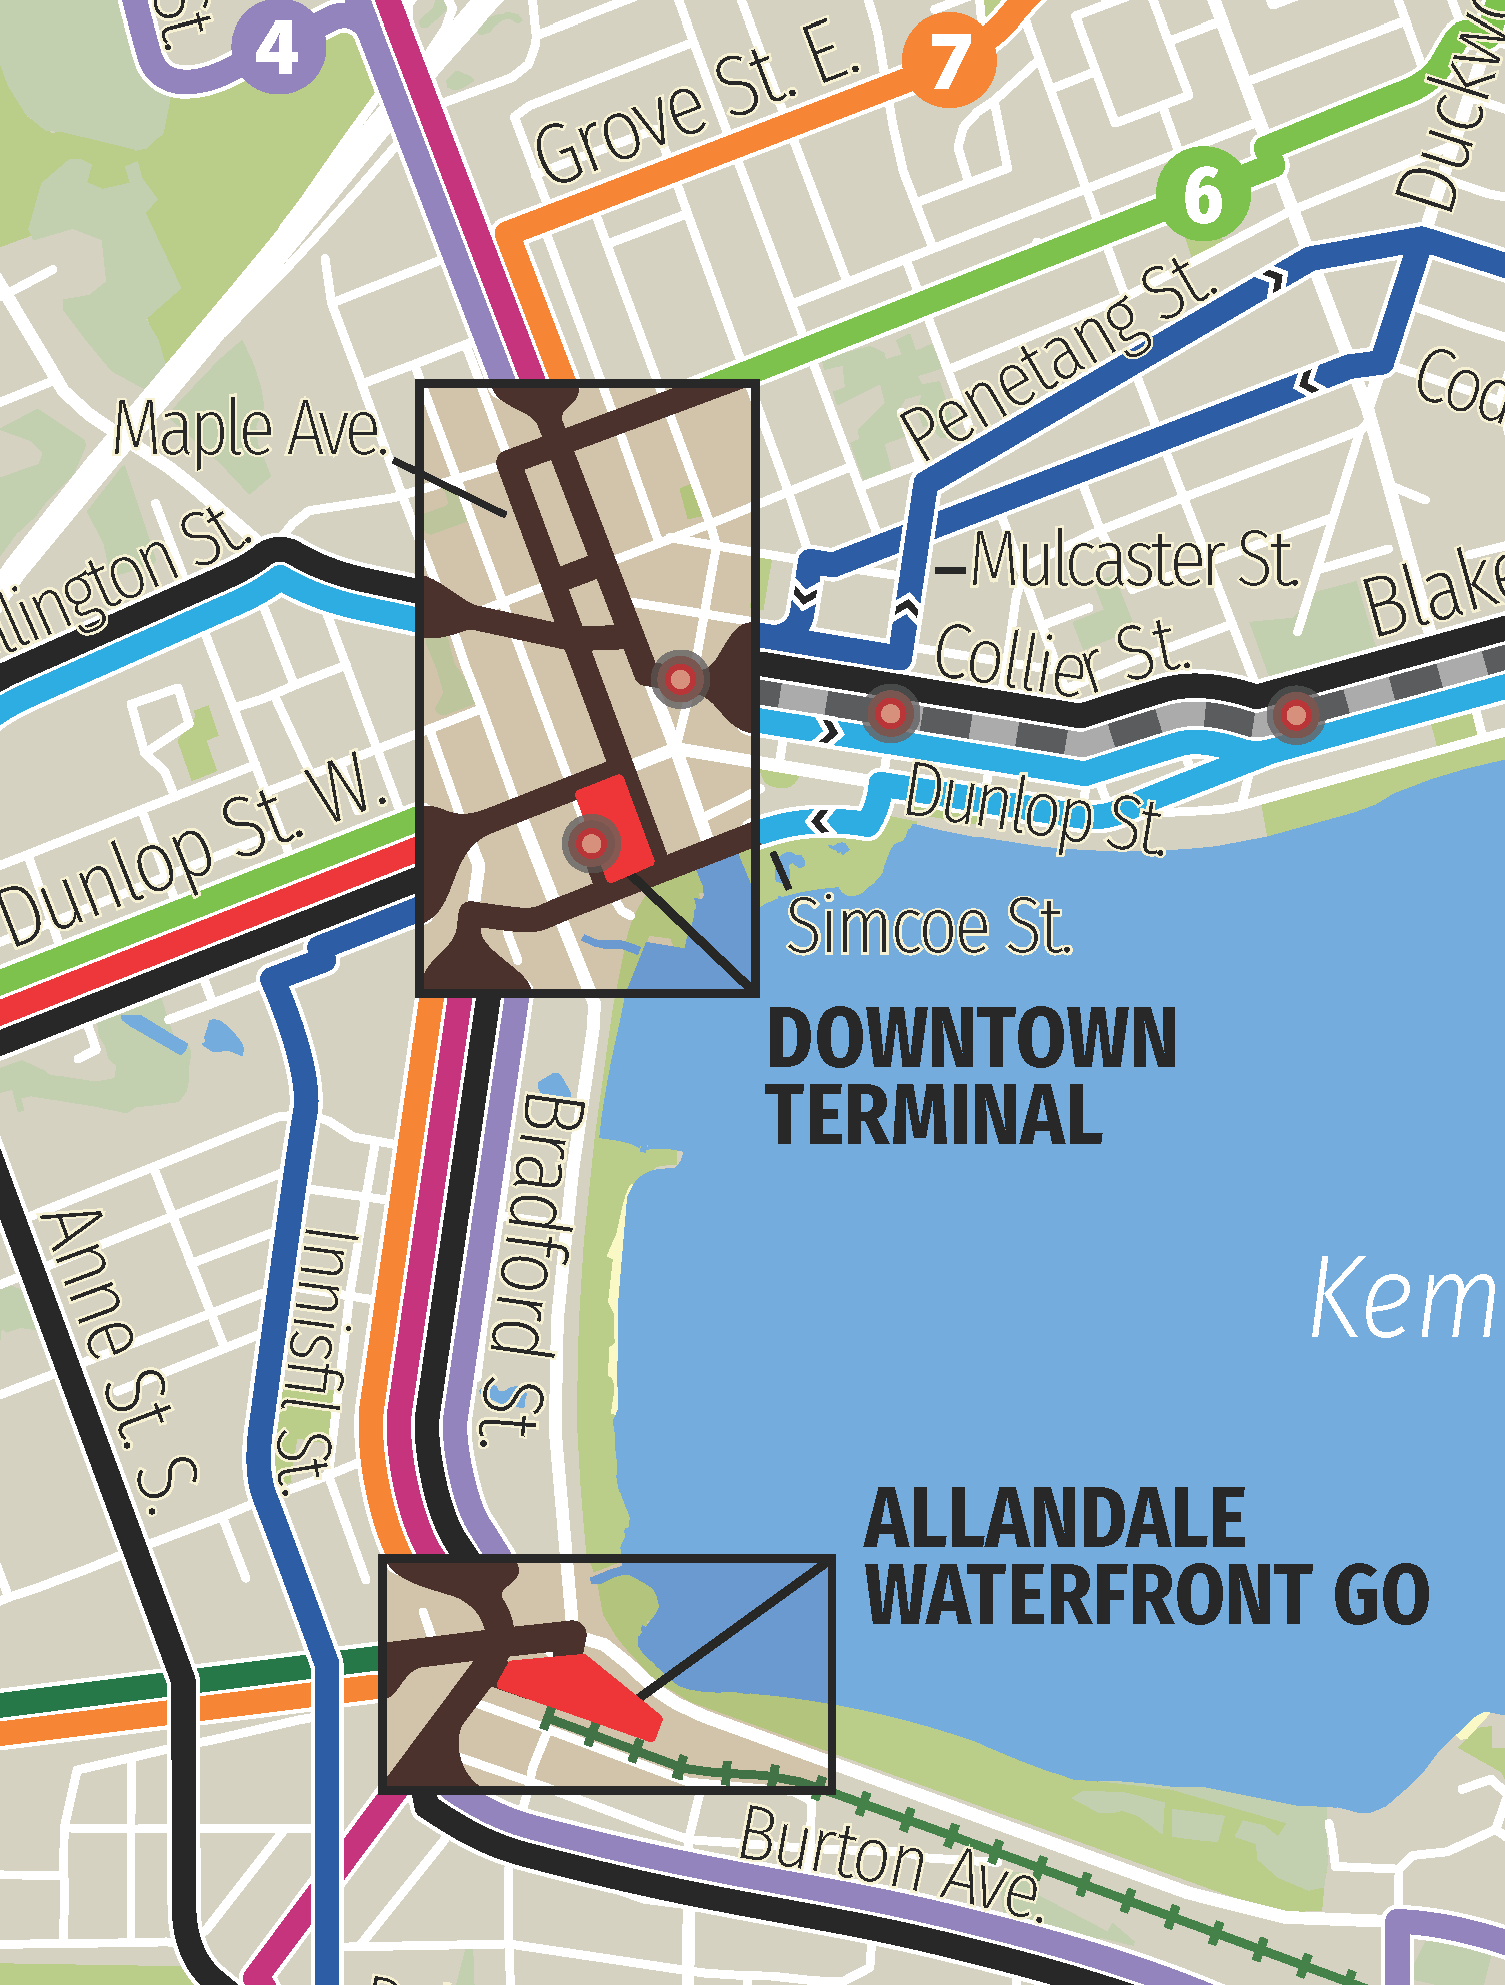 St.
4
Grove St. E.
7
6
Duckwo
Penetang St.
Cod
Maple Ave.
llington St.
Mulcaster St.
Blake
Collier St.
Dunlop St. W.
Dunlop St.
Simcoe St.
DOWNTOWN
TERMINAL
Bradford St.
Anne St. S.
Innisfil St.
Kem
ALLANDALE
WATERFRONT GO
Burton Ave.